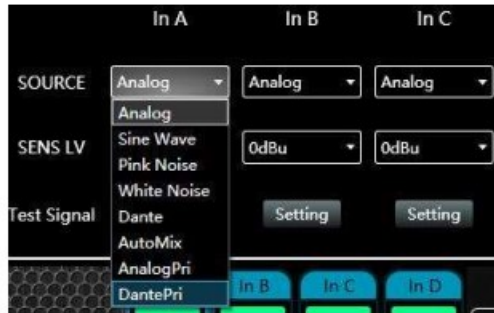 In A In B In C
SOURCE Analog Analog Analog
Analog
SENS LV Sine Wave 0dBu 0dBu
Pink Noise
White Noise
Test Signal Dante Setting Setting
AutoMix
AnalogPri
DantePri In B In C In D